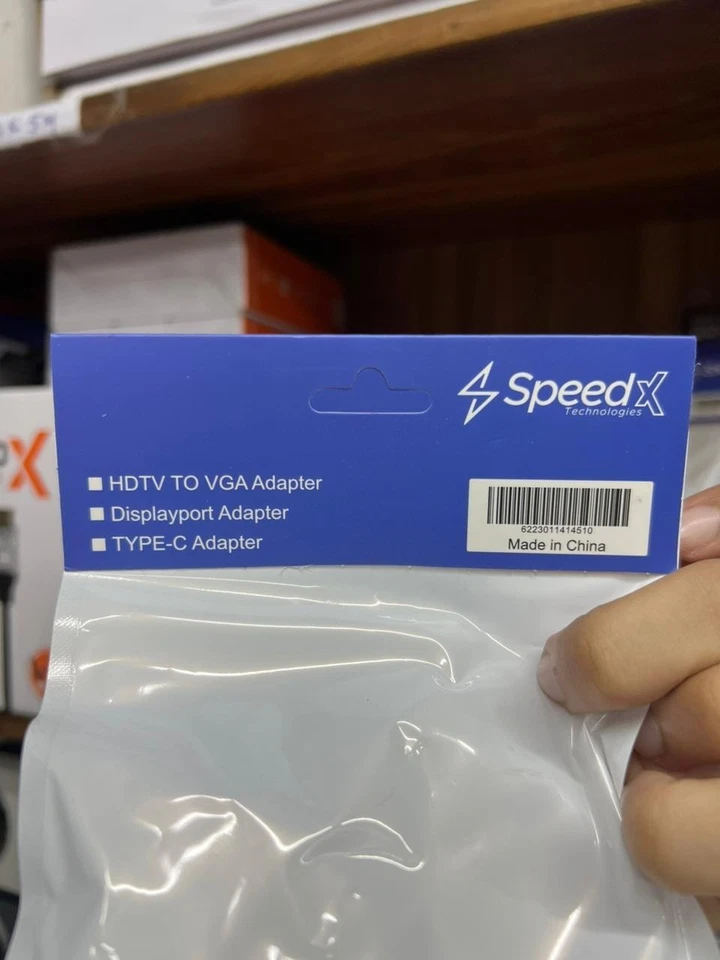 SpeedX
Technologies
HDTV TO VGA Adapter
Displayport Adapter
TYPE-C Adapter
6223011414510
Made in China
X